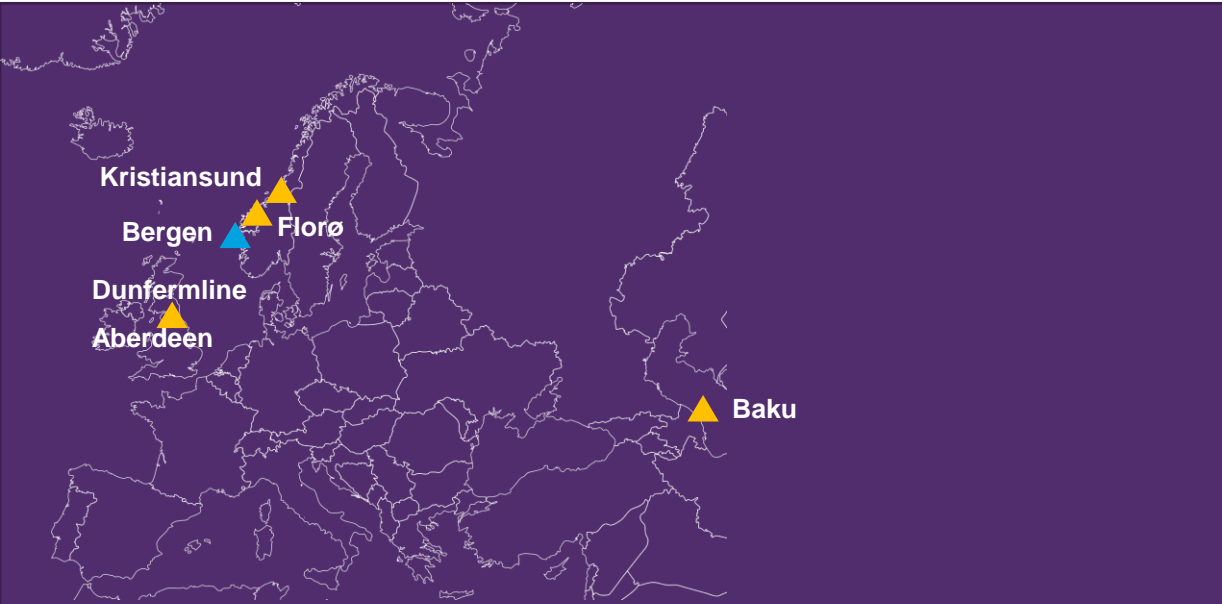 Kristiansund
Florø
Bergen
Dunfermline
Aberdeen
Baku